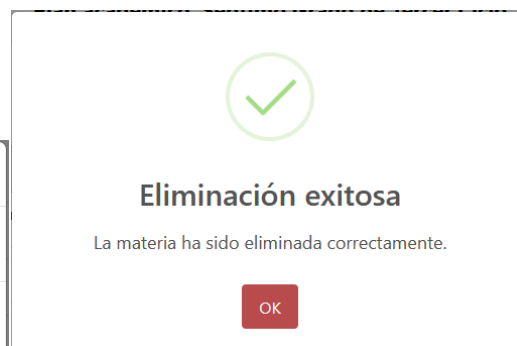 Eliminación exitosa
La materia ha sido eliminada correctamente.
OK